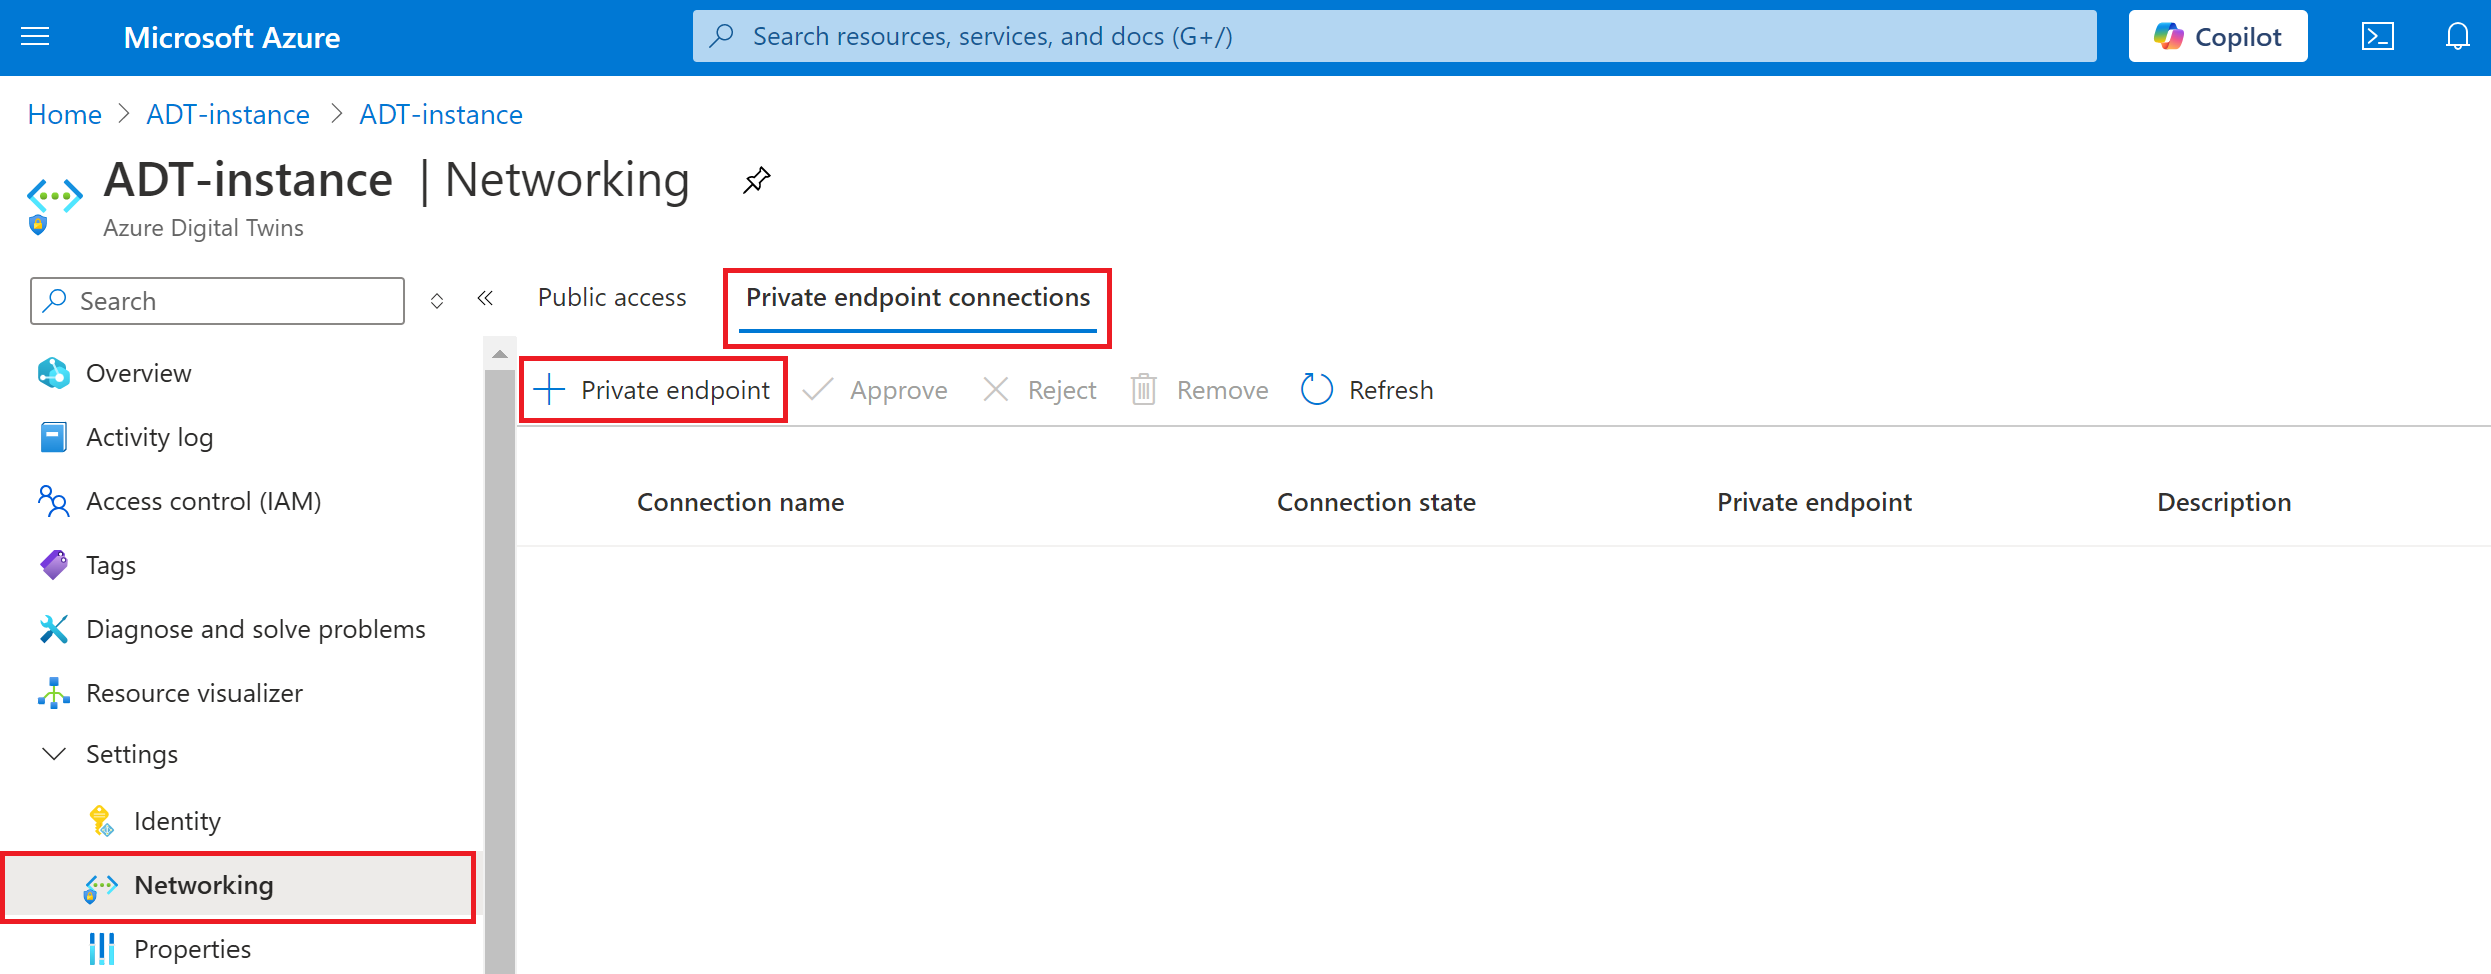 Microsoft Azure
Search resources, services, and docs (G+/)
Copilot
Home > ADT-instance > ADT-instance
ADT-instance | Networking
Azure Digital Twins
Search
Public access
Private endpoint connections
Private endpoint
Approve
Reject
Remove
Refresh
Connection name
Connection state
Private endpoint
Description
Overview
Activity log
Access control (IAM)
Tags
Diagnose and solve problems
Resource visualizer
Settings
Identity
Networking
Properties